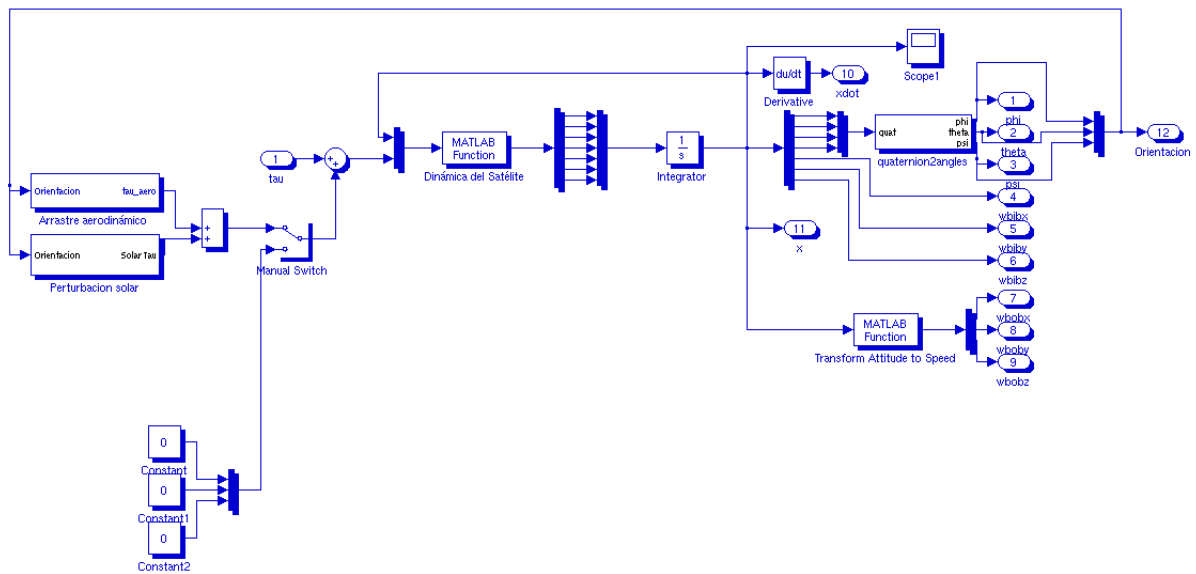 Scope1
du/dt
Derivative
10
xdot
1
phi
2
theta
3
psi
4
wbibx
5
wbiby
6
wbibz
7
wbobx
8
wboby
9
wbobz
quat
phi
theta
psi
quaternion2angles
12
Orientacion
1
tau
+
+
MATLAB
Function
Dinámica del Satélite
1
s
Integrator
11
x
MATLAB
Function
Transform Attitude to Speed
Orientacion
tau_aero
Arrastre aerodinámico
Orientacion
Solar Tau
Perturbacion solar
+
+
Manual Switch
0
Constant
0
Constant1
0
Constant2